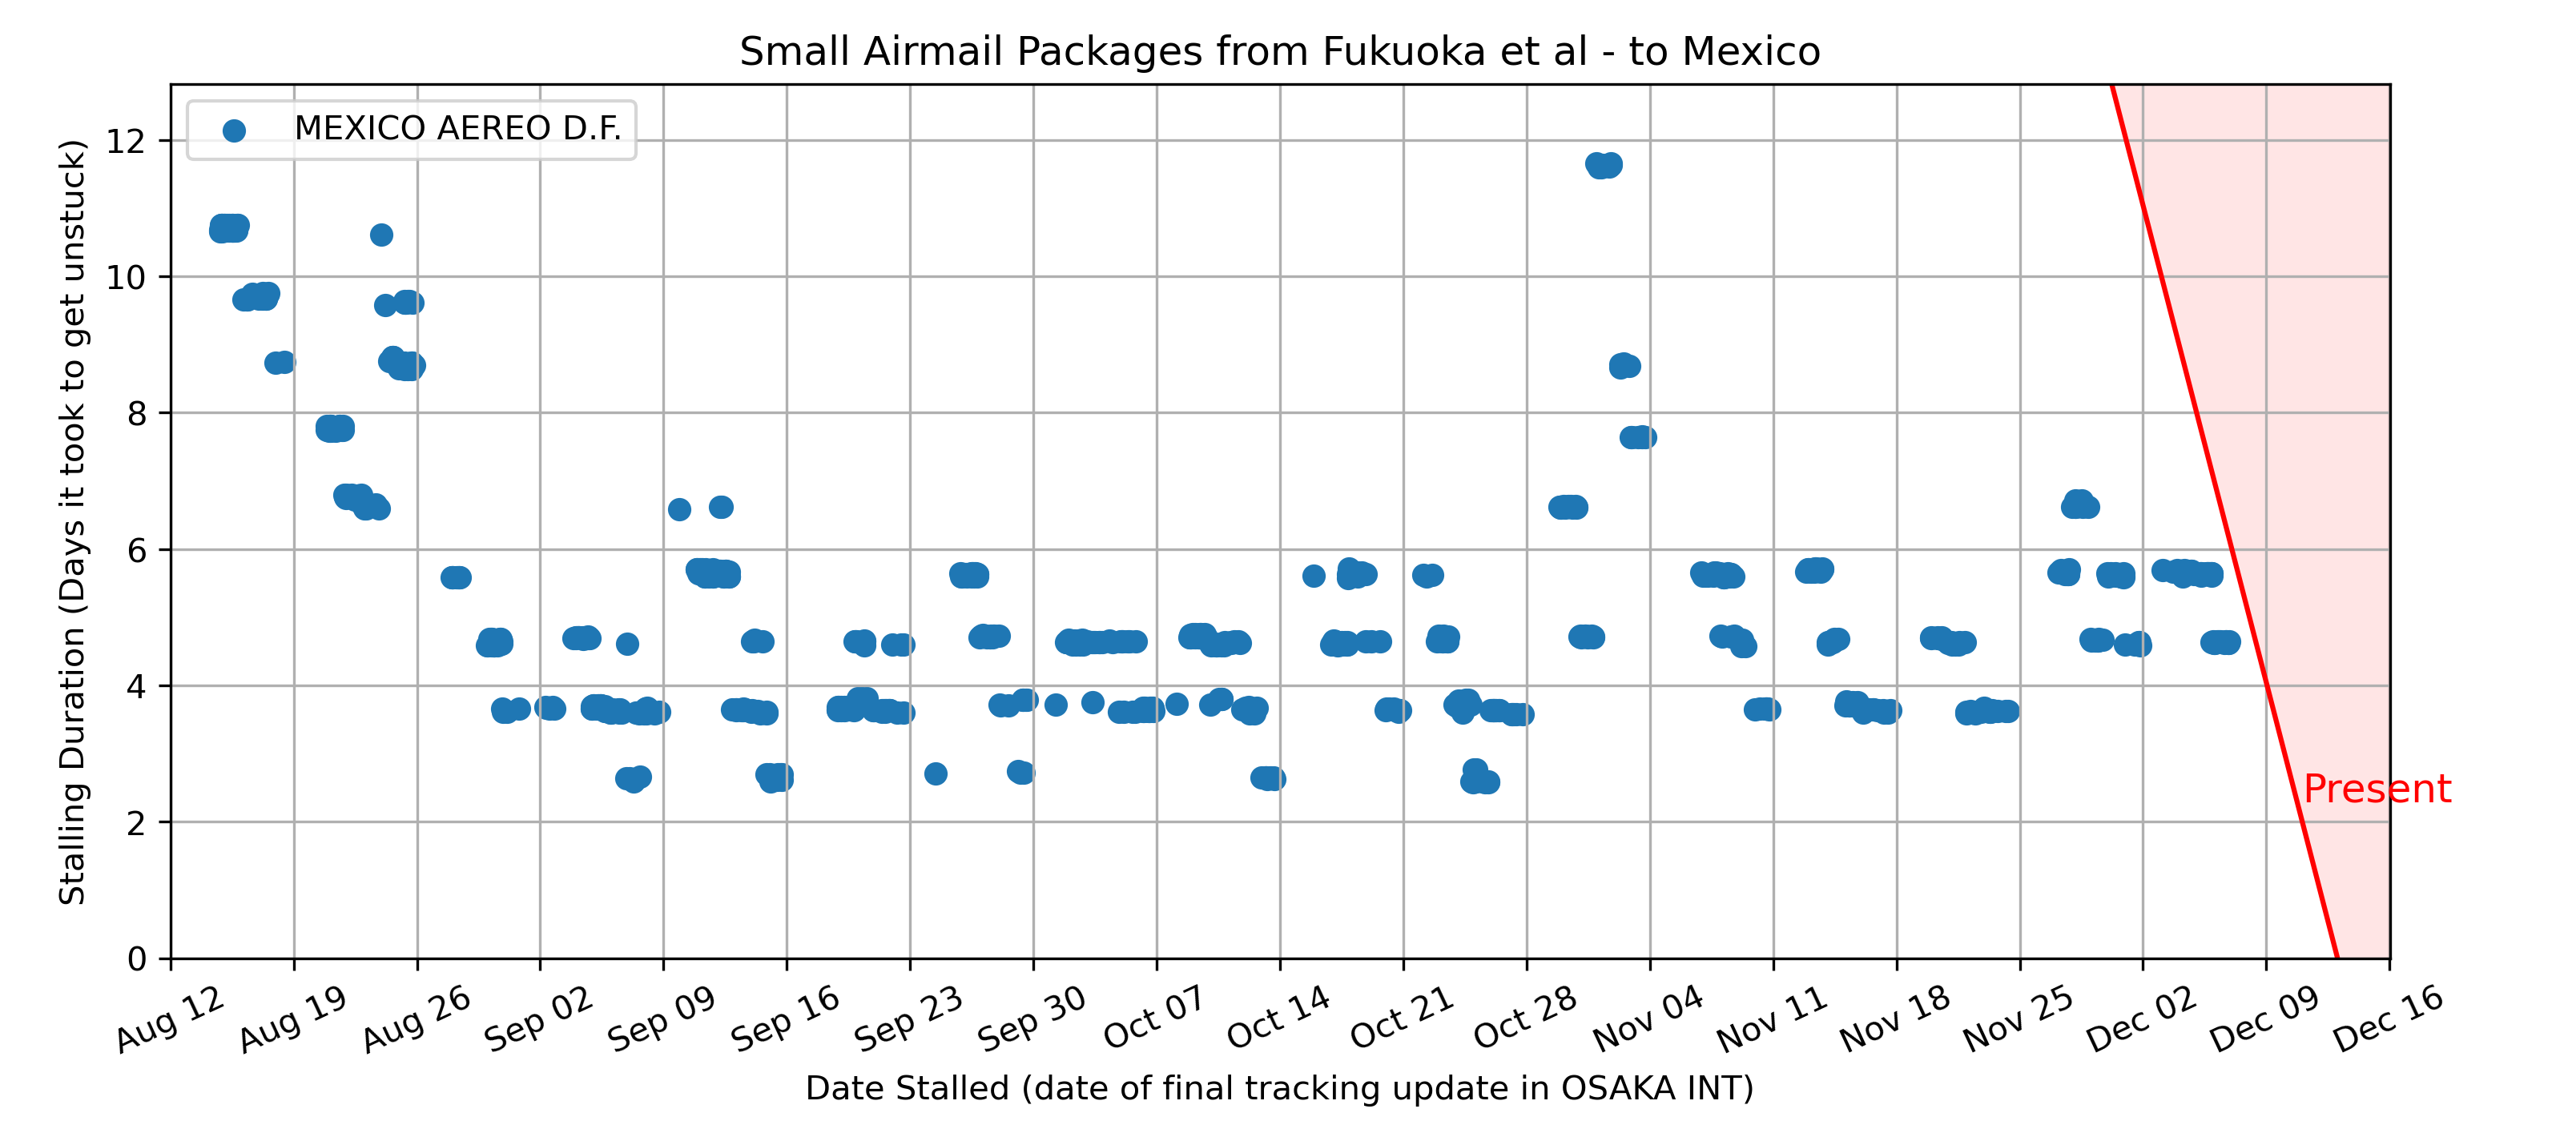 Small Airmail Packages from Fukuoka et al - to Mexico
MEXICO AEREO D.F.
Stalling Duration (Days it took to get unstuck)
12
10
8
6
4
2
0
Present
Aug 12
Aug 19
Aug 26
Sep 02
Sep 09
Sep 16
Sep 23
Sep 30
Oct 07
Oct 14
Oct 21
Oct 28
Nov 04
Nov 11
Nov 18
Nov 25
Dec 02
Dec 09
Dec 16
Date Stalled (date of final tracking update in OSAKA INT)